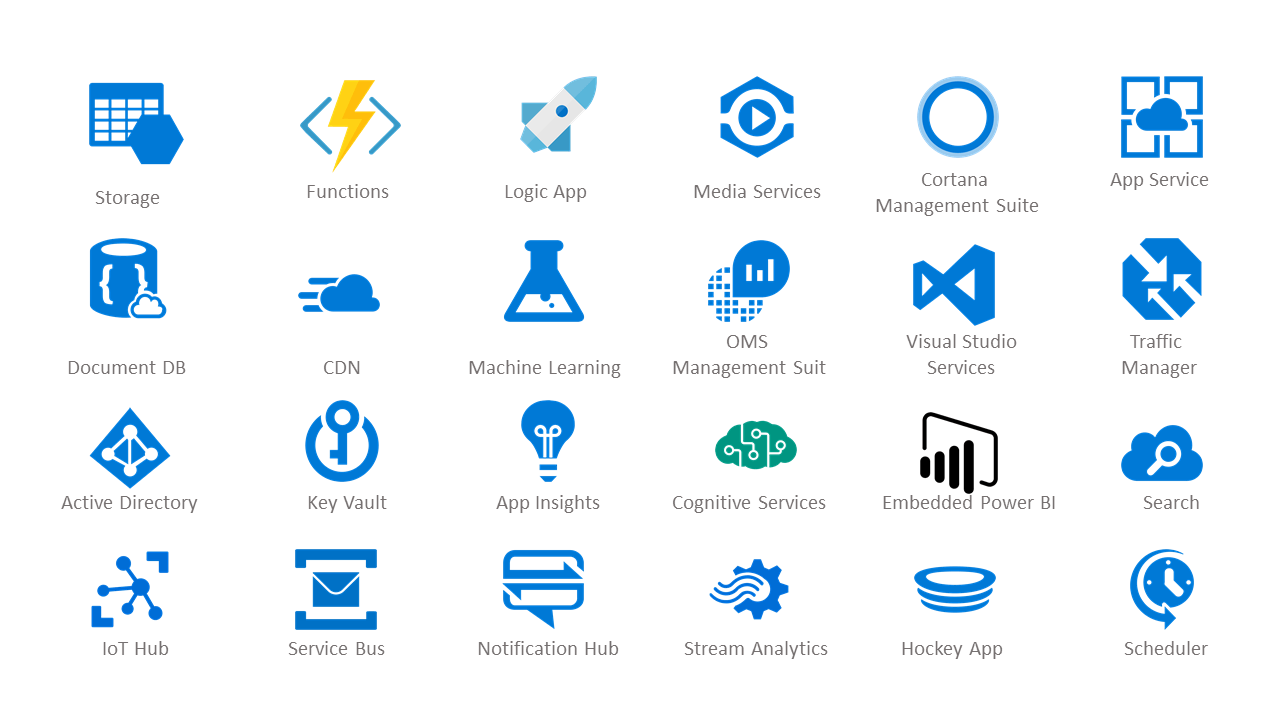 Storage
Functions
Logic App
Media Services
Cortana
Management Suite
App Service
Document DB
CDN
Machine Learning
OMS
Management Suit
Visual Studio
Services
Traffic
Manager
Active Directory
Key Vault
App Insights
Cognitive Services
Embedded Power BI
Search
IoT Hub
Service Bus
Notification Hub
Stream Analytics
Hockey App
Scheduler